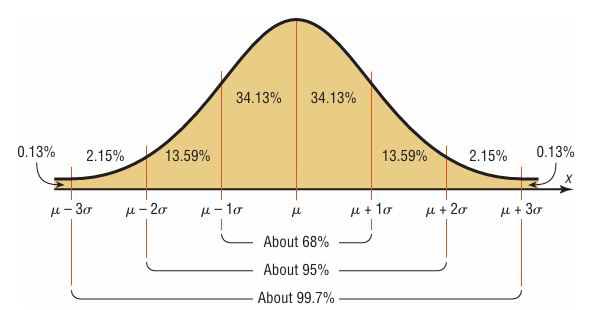 34.13% 34.13%
0.13% 2.15% 13.59% 13.59% 2.15% 0.13%
x
μ – 3σ μ – 2σ μ – 1σ μ μ + 1σ μ + 2σ μ + 3σ
About 68%
About 95%
About 99.7%